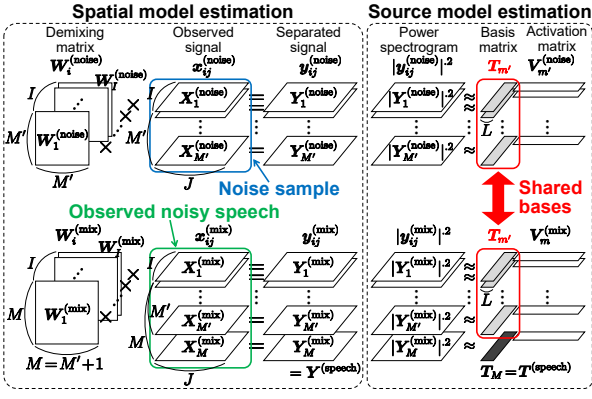 Spatial model estimation
Source model estimation
Demixing matrix
Observed signal
Separated signal
Power spectrogram
Basis matrix
Activation matrix
W_i^(noise)
x_ij^(noise)
y_ij^(noise)
|y_ij^(noise)|^.2
T_m′
V_m′^(noise)
I
W_I^(noise)
M′
W_1^(noise)
M′
I
X_1^(noise)
Y_1^(noise)
|Y_1^(noise)|^.2
≈
L
M′
X_M′^(noise)
Y_M′^(noise)
|Y_M′^(noise)|^.2
≈
J
Noise sample
Shared bases
Observed noisy speech
W_i^(mix)
x_ij^(mix)
y_ij^(mix)
|y_ij^(mix)|^.2
T_m′
V_m^(mix)
I
W_I^(mix)
M
W_1^(mix)
M
I
X_1^(mix)
Y_1^(mix)
|Y_1^(mix)|^.2
≈
L
M
M′
X_M′^(mix)
Y_M′^(mix)
|Y_M′^(mix)|^.2
≈
X_M^(mix)
Y_M^(mix)
|Y_M^(mix)|^.2
≈
M = M′+1
J
= Y^(speech)
T_M = T^(speech)